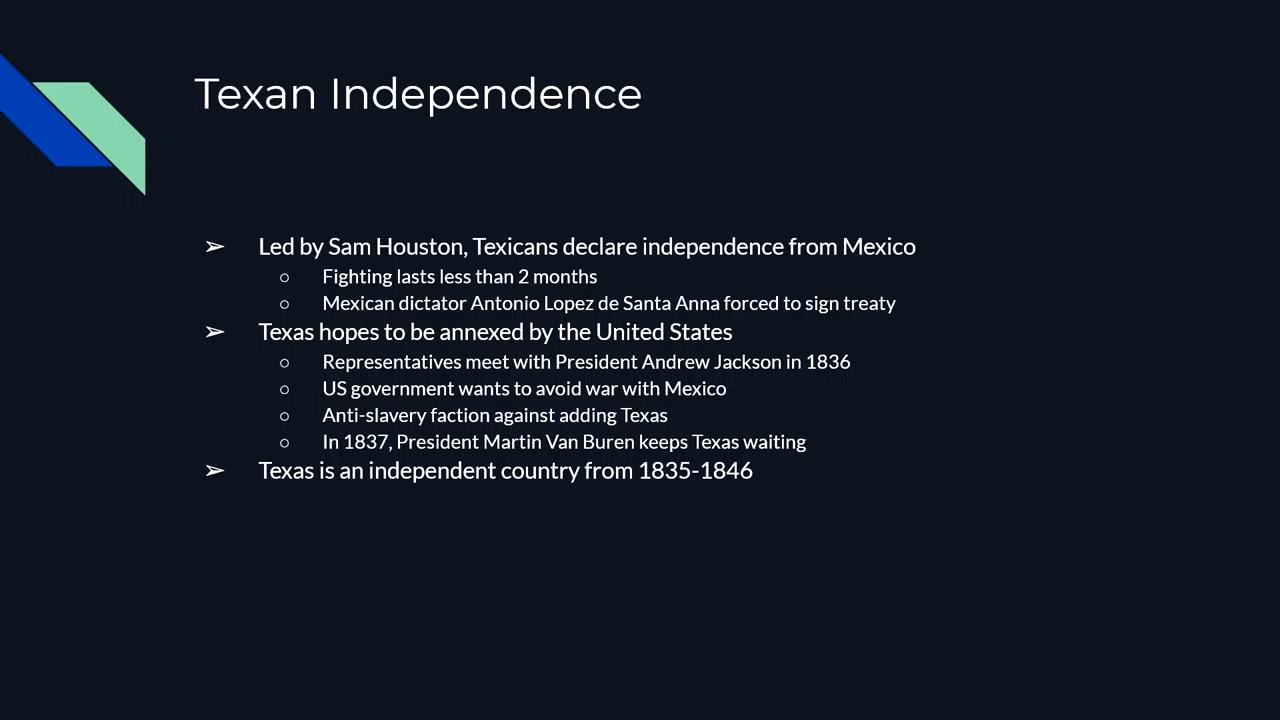 Texan Independence
➢ Led by Sam Houston, Texicans declare independence from Mexico
○ Fighting lasts less than 2 months
○ Mexican dictator Antonio Lopez de Santa Anna forced to sign treaty
➢ Texas hopes to be annexed by the United States
○ Representatives meet with President Andrew Jackson in 1836
○ US government wants to avoid war with Mexico
○ Anti-slavery faction against adding Texas
○ In 1837, President Martin Van Buren keeps Texas waiting
➢ Texas is an independent country from 1835-1846